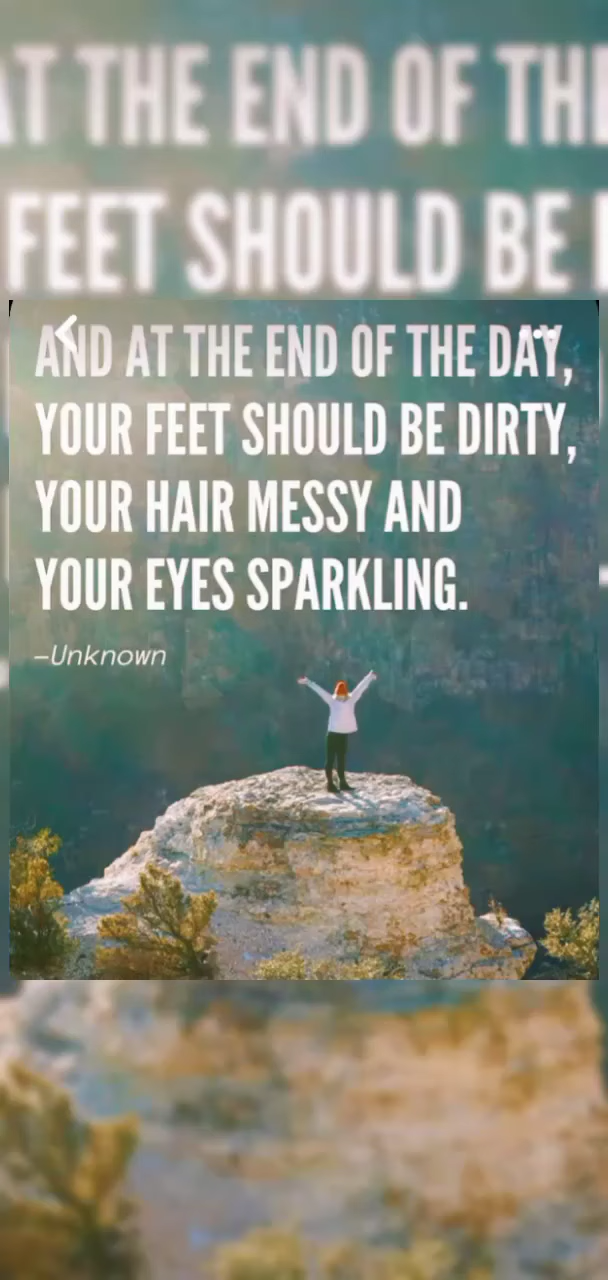 AT THE END OF THE
FEET SHOULD BE
AND AT THE END OF THE DAY,
YOUR FEET SHOULD BE DIRTY,
YOUR HAIR MESSY AND
YOUR EYES SPARKLING.
–Unknown